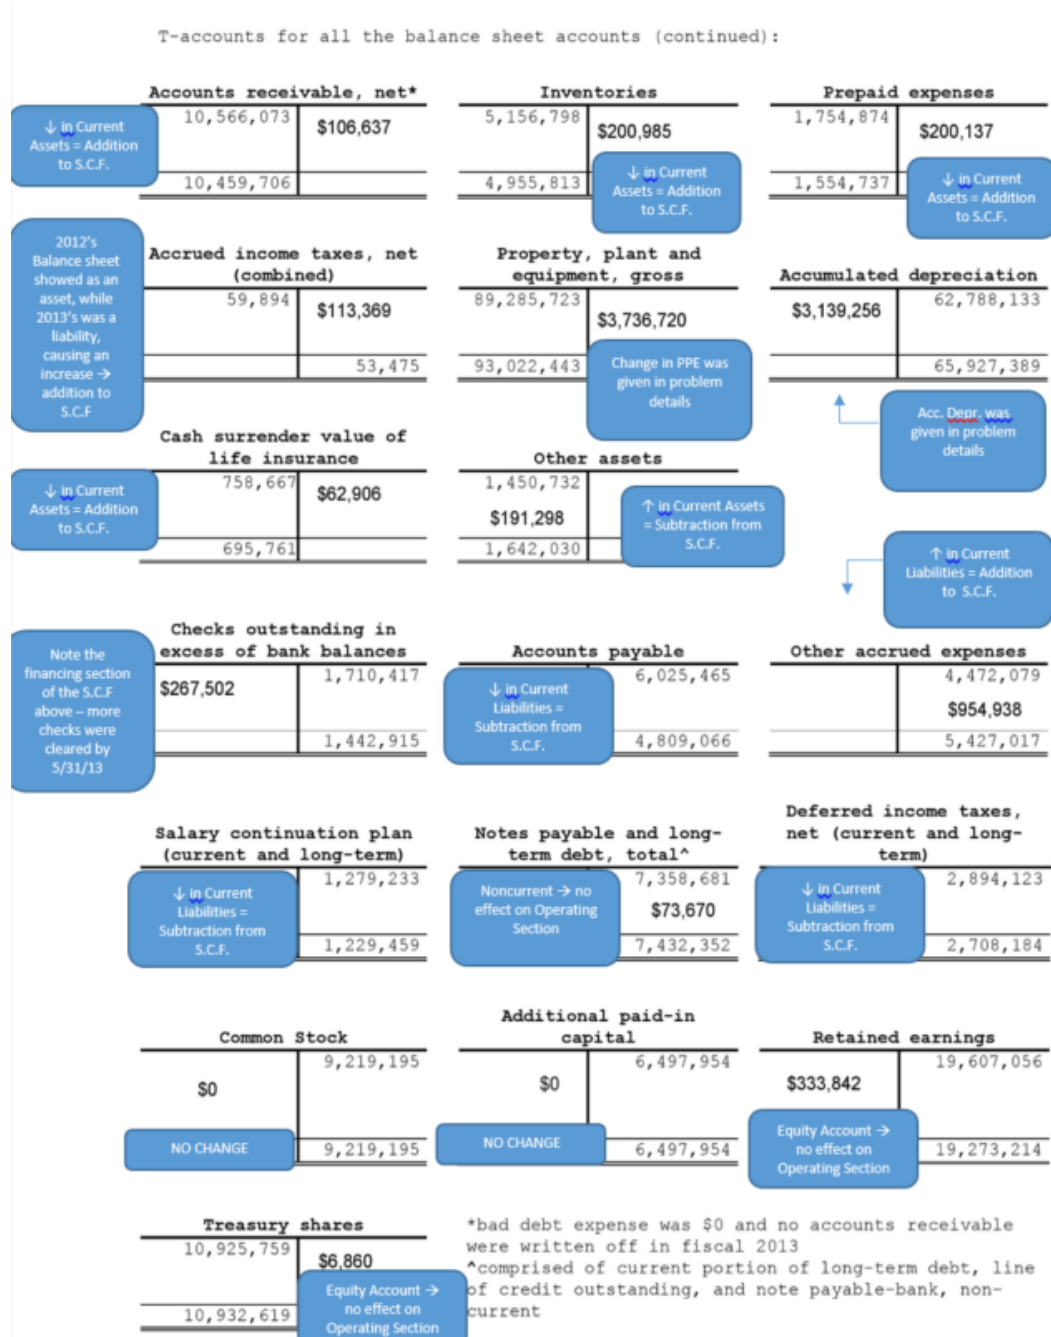 T-accounts for all the balance sheet accounts (continued):
Accounts receivable, net*
10,566,073
$106,637
↓ in Current
Assets = Addition
to S.C.F.
10,459,706
Inventories
5,156,798
$200,985
↓ in Current
Assets = Addition
to S.C.F.
4,955,813
Prepaid expenses
1,754,874
$200,137
↓ in Current
Assets = Addition
to S.C.F.
1,554,737
2012's
Balance sheet
showed as an
asset, while
2013's was a
liability,
causing an
increase →
addition to
S.C.F
Accrued income taxes, net
(combined)
59,894
$113,369
53,475
Property, plant and
equipment, gross
89,285,723
$3,736,720
93,022,443
Change in PPE was
given in problem
details
Accumulated depreciation
$3,139,256
62,788,133
65,927,389
Acc. Depr. was
given in problem
details
Cash surrender value of
life insurance
758,667
$62,906
↓ in Current
Assets = Addition
to S.C.F.
695,761
Other assets
1,450,732
$191,298
↑ in Current Assets
= Subtraction from
S.C.F.
1,642,030
↑ in Current
Liabilities = Addition
to S.C.F.
Note the
financing section
of the S.C.F
above – more
checks were
cleared by
5/31/13
Checks outstanding in
excess of bank balances
$267,502
1,710,417
1,442,915
Accounts payable
6,025,465
↓ in Current
Liabilities =
Subtraction from
S.C.F.
4,809,066
Other accrued expenses
4,472,079
$954,938
5,427,017
Salary continuation plan
(current and long-term)
1,279,233
↓ in Current
Liabilities =
Subtraction from
S.C.F.
1,229,459
Notes payable and long-
term debt, total^
Noncurrent → no
effect on Operating
Section
7,358,681
$73,670
7,432,352
Deferred income taxes,
net (current and long-
term)
2,894,123
↓ in Current
Liabilities =
Subtraction from
S.C.F.
2,708,184
Common Stock
9,219,195
$0
NO CHANGE
9,219,195
Additional paid-in
capital
6,497,954
$0
NO CHANGE
6,497,954
Retained earnings
19,607,056
$333,842
Equity Account →
no effect on
Operating Section
19,273,214
Treasury shares
10,925,759
$6,860
Equity Account →
no effect on
Operating Section
10,932,619
*bad debt expense was $0 and no accounts receivable
were written off in fiscal 2013
^comprised of current portion of long-term debt, line
of credit outstanding, and note payable-bank, non-
current